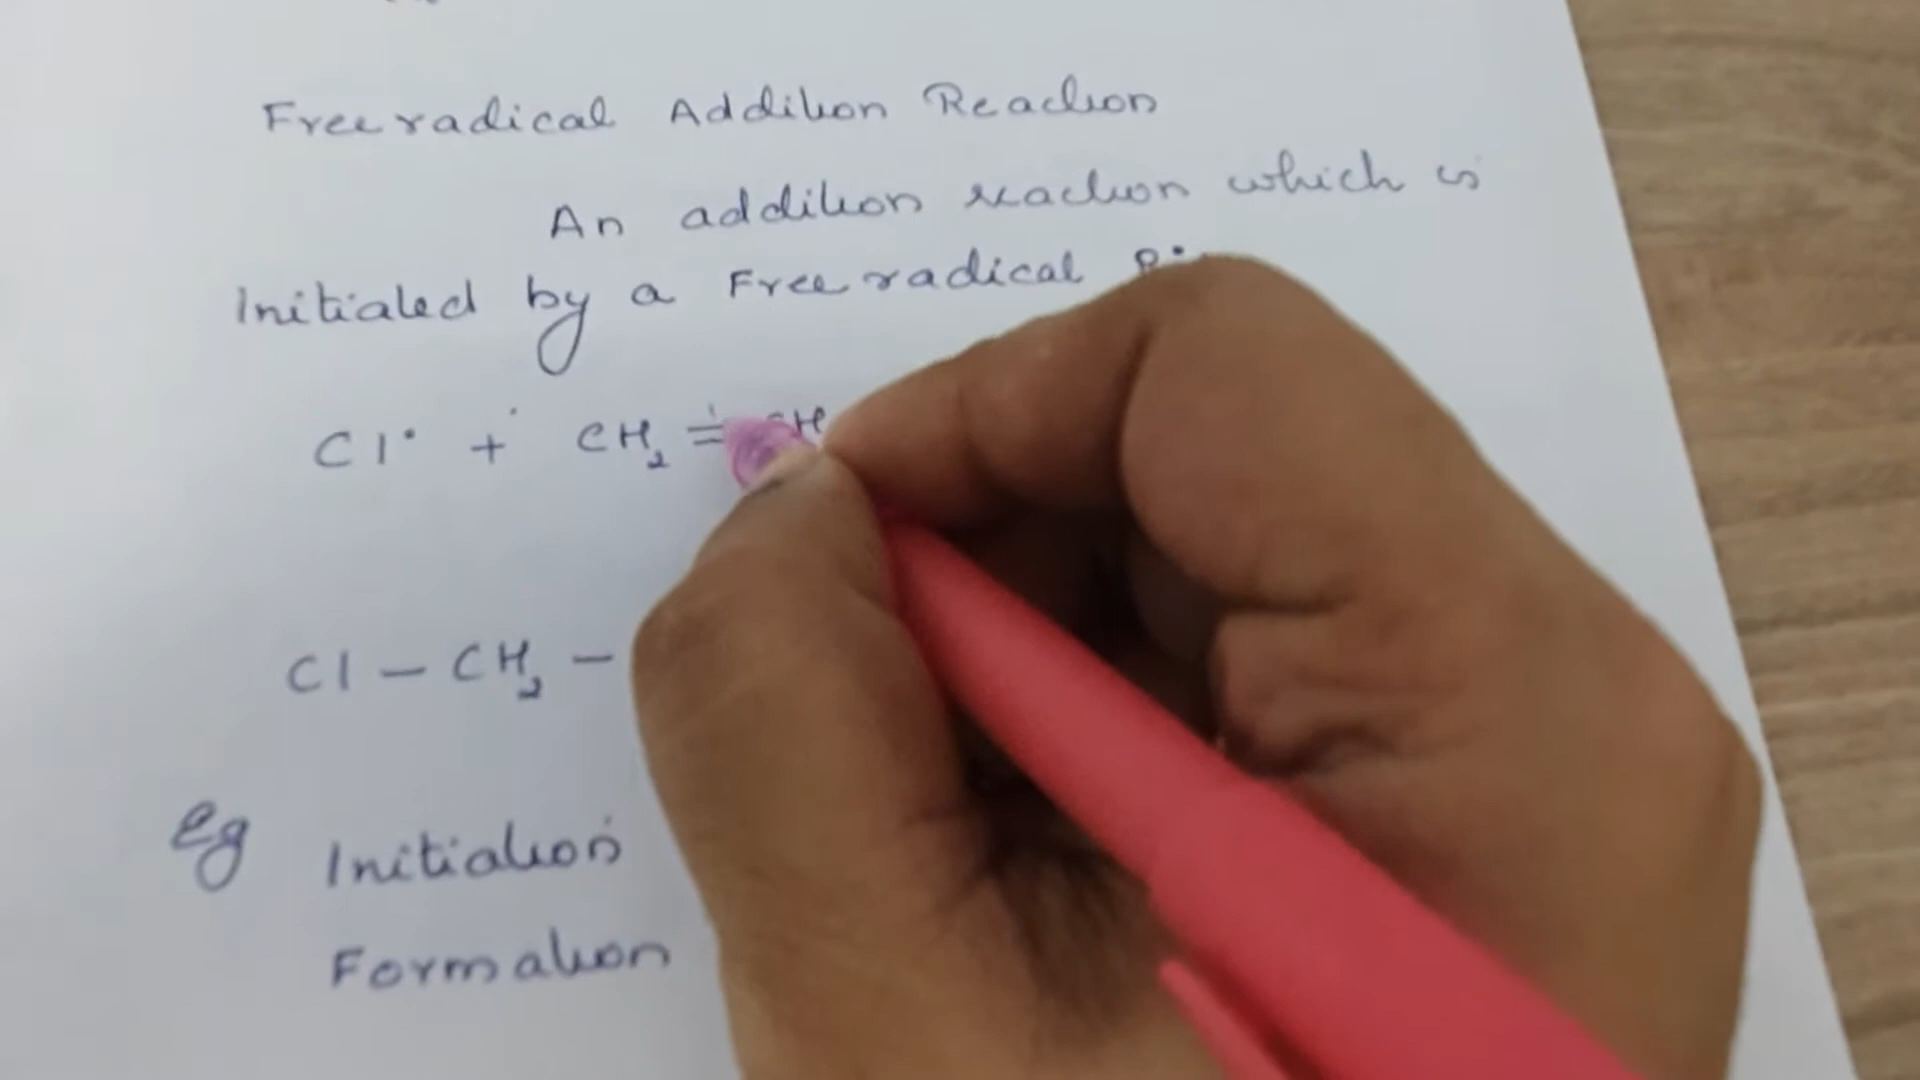 Free radical Addition Reaction
An addition reaction which is
Initiated by a Free radical
Cl• + CH₂ = CH
Cl – CH₂ –
Eg Initiation
Formation